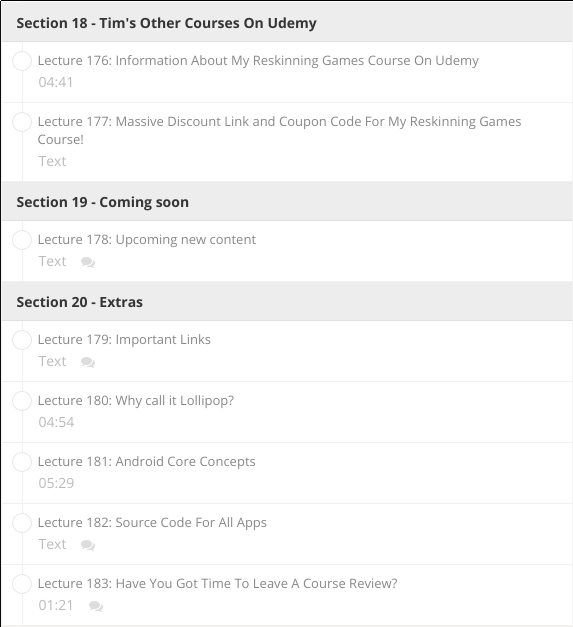 Section 18 - Tim's Other Courses On Udemy
Lecture 176: Information About My Reskinning Games Course On Udemy
04:41
Lecture 177: Massive Discount Link and Coupon Code For My Reskinning Games
Course!
Text
Section 19 - Coming soon
Lecture 178: Upcoming new content
Text
Section 20 - Extras
Lecture 179: Important Links
Text
Lecture 180: Why call it Lollipop?
04:54
Lecture 181: Android Core Concepts
05:29
Lecture 182: Source Code For All Apps
Text
Lecture 183: Have You Got Time To Leave A Course Review?
01:21